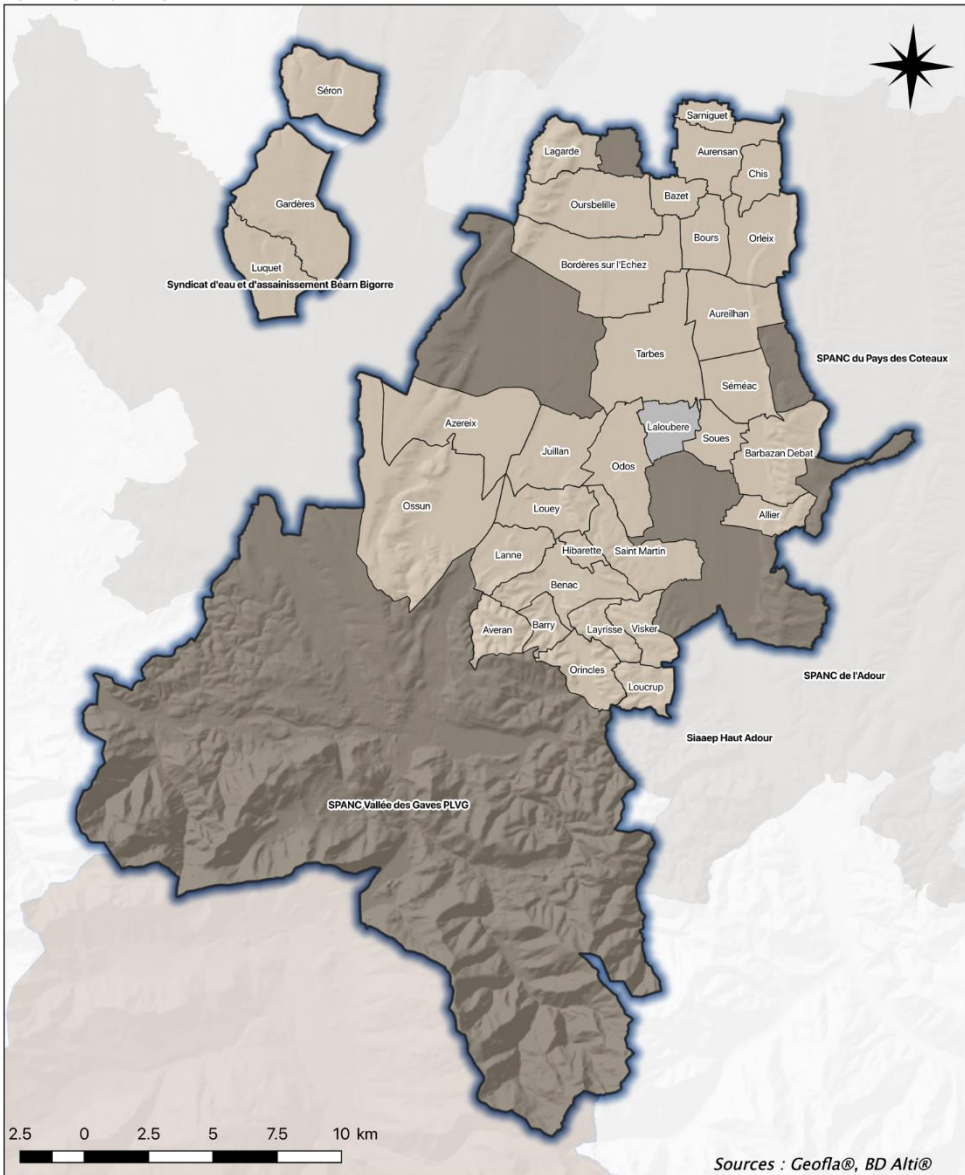 Séron
Sarniguet
Lagarde
Aurensan
Chis
Bazet
Gardères
Oursbelille
Bours
Orleix
Bordères sur l'Echez
Luquet
Syndicat d'eau et d'assainissement Béarn Bigorre
Aureilhan
Tarbes
SPANC du Pays des Coteaux
Séméac
Azereix
Laloubere
Soues
Juillan
Barbazan Debat
Odos
Ossun
Louey
Allier
Lanne
Hibarette
Saint Martin
Benac
Averan
Barry
Layrisse
Visker
Orincles
SPANC de l'Adour
Loucrup
Siaaep Haut Adour
SPANC Vallée des Gaves PLVG
2.5 0 2.5 5 7.5 10 km
Sources : Geofla®, BD Alti®